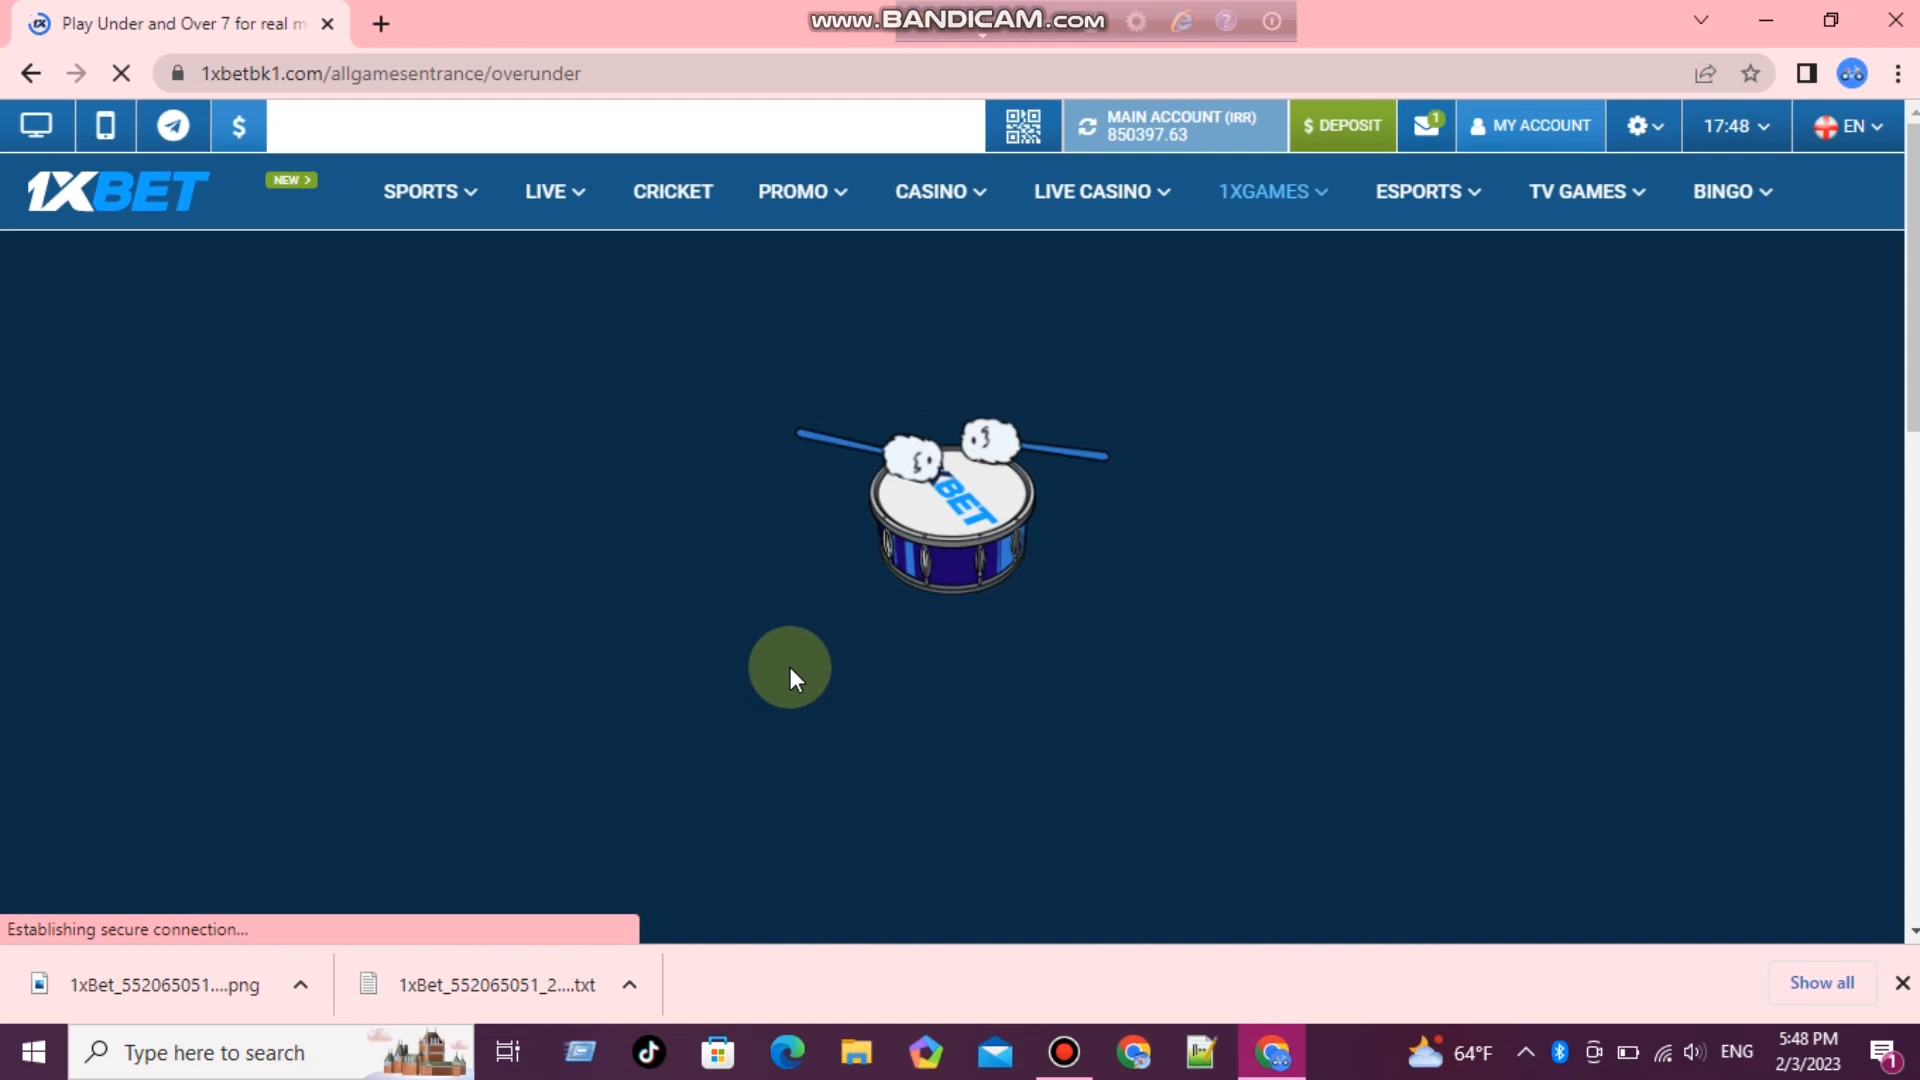 Play Under and Over 7 for real m
www.BANDICAM.com
1xbetbk1.com/allgamesentrance/overunder
$
MAIN ACCOUNT (IRR)
850397.63
$ DEPOSIT
1
MY ACCOUNT
17:48
EN
1XBET
NEW >
SPORTS
LIVE
CRICKET
PROMO
CASINO
LIVE CASINO
1XGAMES
ESPORTS
TV GAMES
BINGO
BET
Establishing secure connection...
1xBet_552065051....png
1xBet_552065051_2....txt
Show all
Type here to search
64°F
ENG
5:48 PM
2/3/2023
1